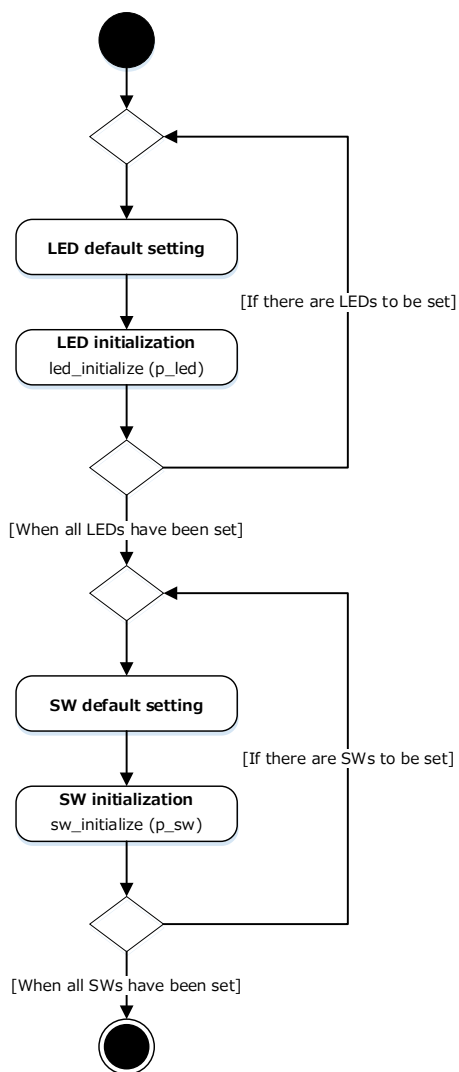 LED default setting
[If there are LEDs to be set]
LED initialization
led_initialize (p_led)
[When all LEDs have been set]
SW default setting
[If there are SWs to be set]
SW initialization
sw_initialize (p_sw)
[When all SWs have been set]